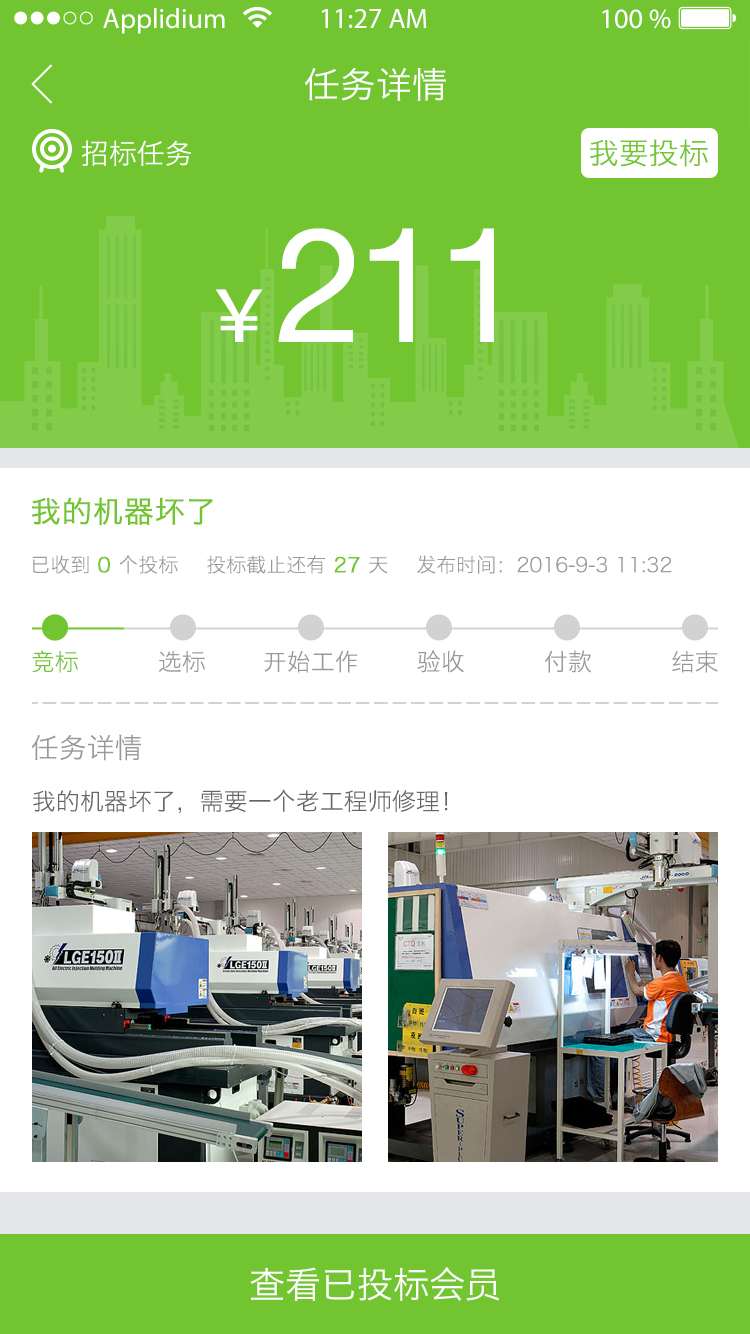 Applidium 11:27 AM 100 %
任务详情
招标任务 我要投标
¥211
我的机器坏了
已收到 0 个投标 投标截止还有 27 天 发布时间：2016-9-3 11:32
竞标 选标 开始工作 验收 付款 结束
任务详情
我的机器坏了，需要一个老工程师修理！
LGE150Ⅱ LGE150Ⅱ LGE150Ⅱ
All Electric Injection Molding Machine
CTQ
SUPER-PLU
查看已投标会员